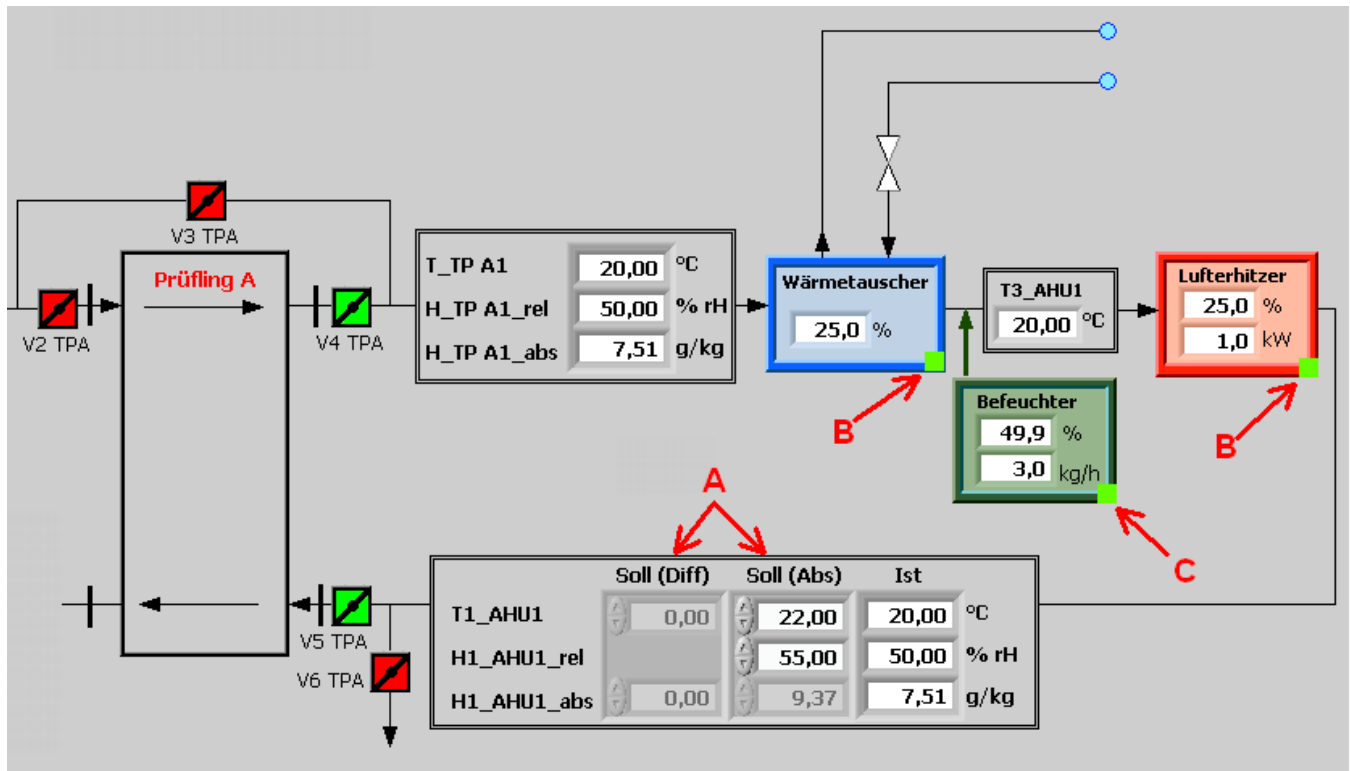 V3 TPA
Prüfling A
V2 TPA
V4 TPA
T_TP A1 20,00 °C
H_TP A1_rel 50,00 % rH
H_TP A1_abs 7,51 g/kg
Wärmetauscher
25,0 %
T3_AHU1
20,00 °C
Lufterhitzer
25,0 %
1,0 kW
B
B
Befeuchter
49,9 %
3,0 kg/h
A
C
Soll (Diff) Soll (Abs) Ist
T1_AHU1 0,00 22,00 20,00 °C
H1_AHU1_rel 55,00 50,00 % rH
H1_AHU1_abs 0,00 9,37 7,51 g/kg
V5 TPA
V6 TPA